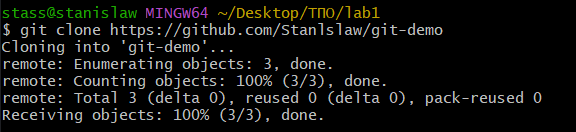 stass@stanislaw MINGW64 ~/Desktop/ТПО/lab1
$ git clone https://github.com/Stanlslaw/git-demo
Cloning into 'git-demo'...
remote: Enumerating objects: 3, done.
remote: Counting objects: 100% (3/3), done.
remote: Total 3 (delta 0), reused 0 (delta 0), pack-reused 0
Receiving objects: 100% (3/3), done.